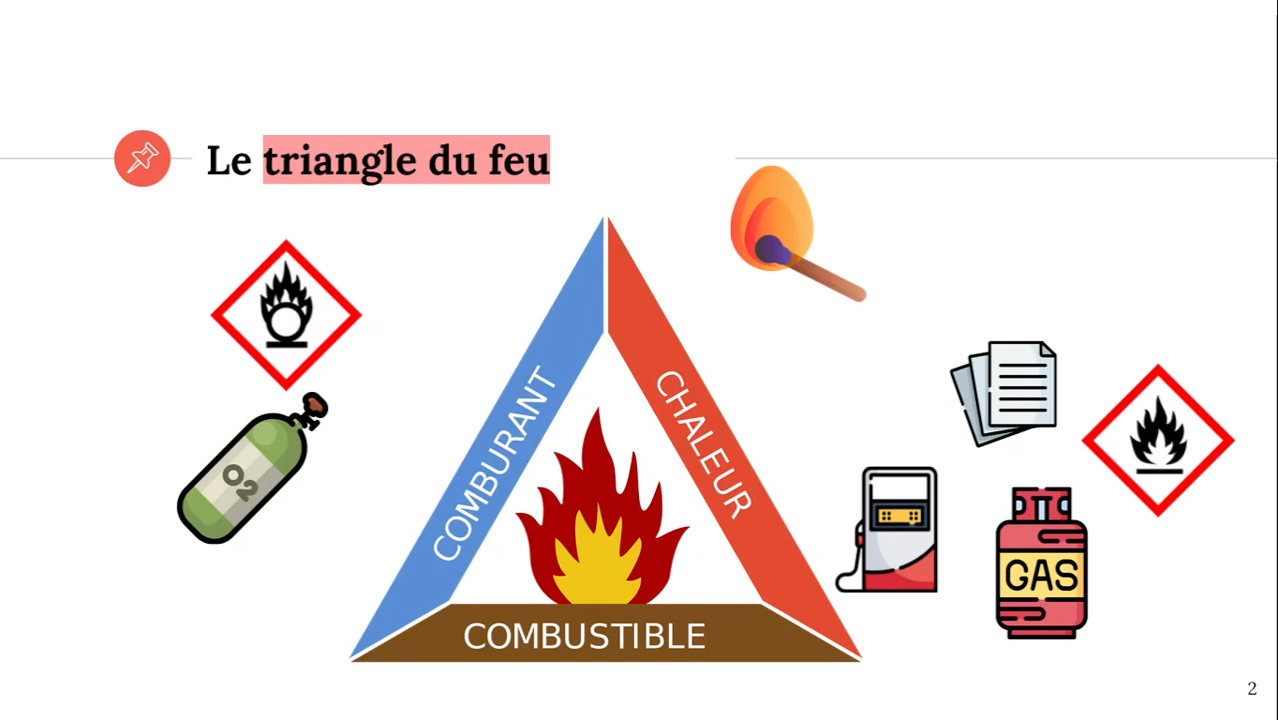 Le triangle du feu
COMBURANT
CHALEUR
O2
GAS
COMBUSTIBLE
2